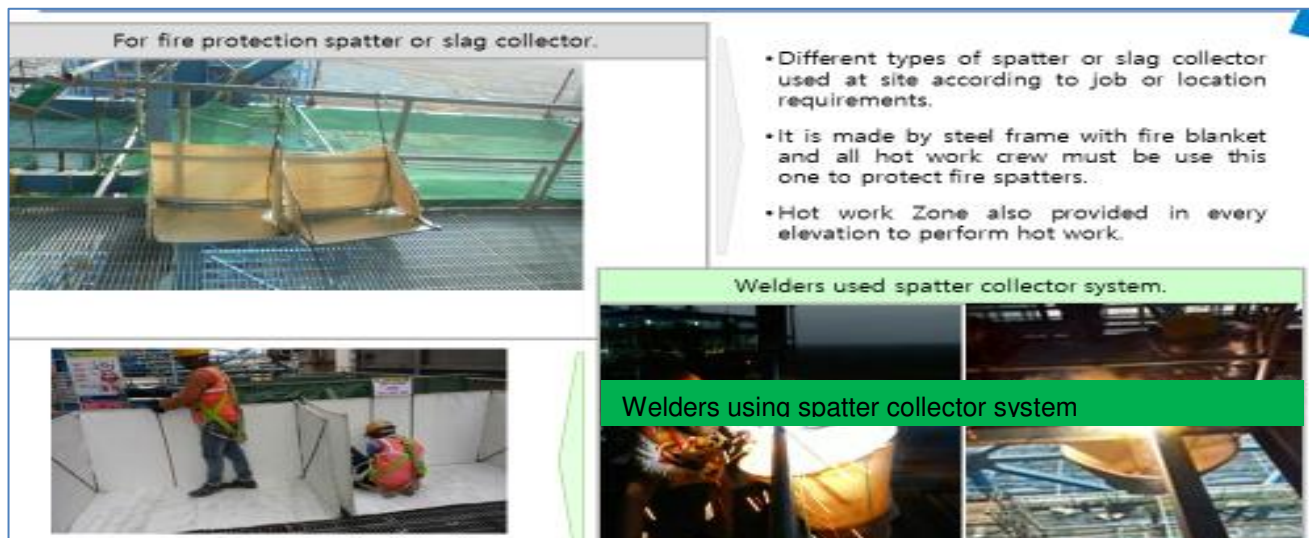 For fire protection spatter or slag collector.
•Different types of spatter or slag collector
used at site according to job or location
requirements.
•It is made by steel frame with fire blanket
and all hot work crew must be use this
one to protect fire spatters.
•Hot work Zone also provided in every
elevation to perform hot work.
Welders used spatter collector system.
Welders using spatter collector system